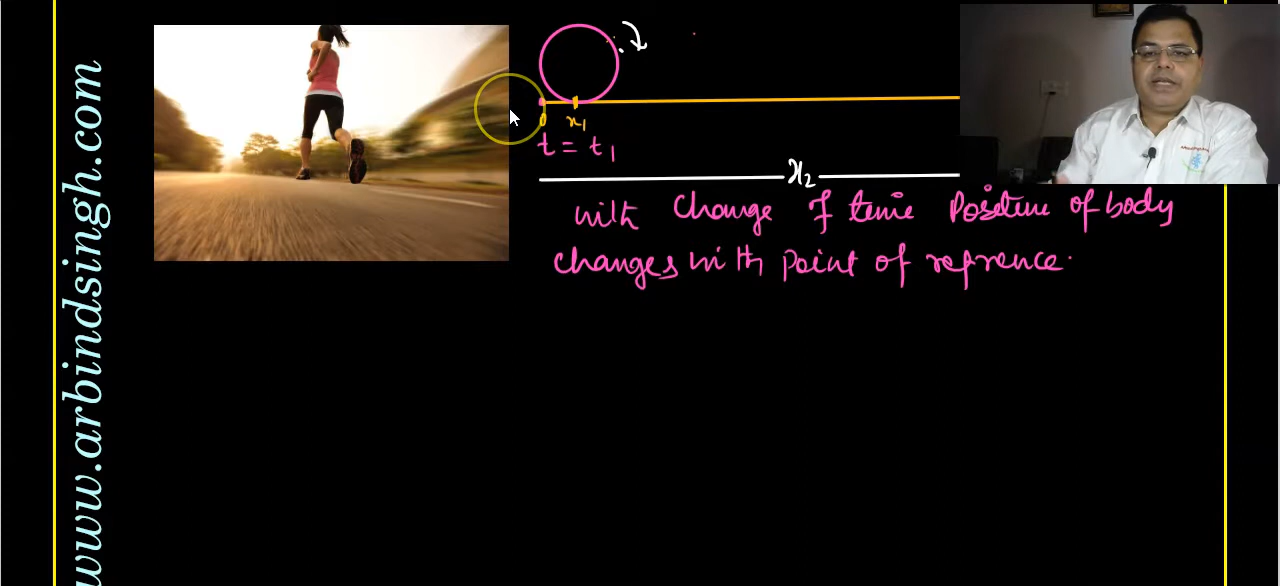 www.arbindsingh.com
0 x₁
t = t₁
x₂
with Change of time Position of body
changes with point of refrence.